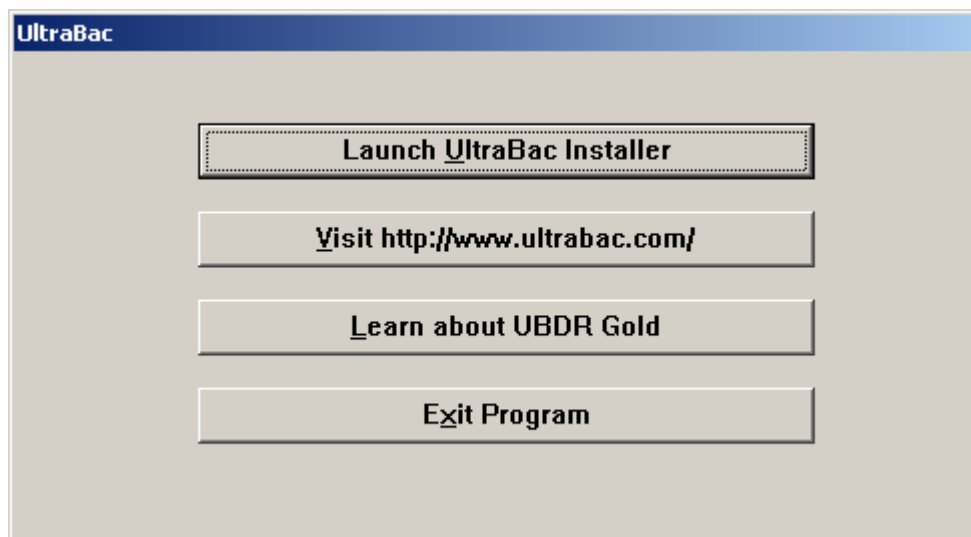 UltraBac
Launch UltraBac Installer
Visit http://www.ultrabac.com/
Learn about UBDR Gold
Exit Program